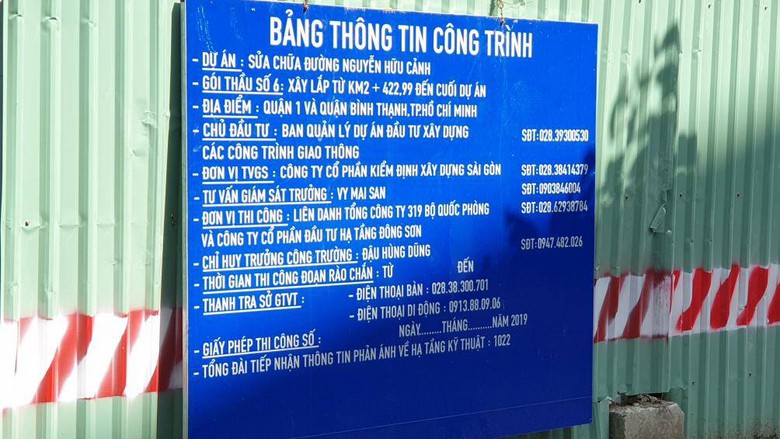 BẢNG THÔNG TIN CÔNG TRÌNH
- DỰ ÁN : SỬA CHỮA ĐƯỜNG NGUYỄN HỮU CẢNH
- GÓI THẦU SỐ 6: XÂY LẮP TỪ KM2 + 422.99 ĐẾN CUỐI DỰ ÁN
- ĐỊA ĐIỂM : QUẬN 1 VÀ QUẬN BÌNH THẠNH,TP.HỒ CHÍ MINH
- CHỦ ĐẦU TƯ : BAN QUẢN LÝ DỰ ÁN ĐẦU TƯ XÂY DỰNG SĐT:028.39300530
CÁC CÔNG TRÌNH GIAO THÔNG
- ĐƠN VỊ TVGS : CÔNG TY CỔ PHẦN KIỂM ĐỊNH XÂY DỰNG SÀI GÒN SĐT:028.38414379
- TƯ VẤN GIÁM SÁT TRƯỞNG : VY MAI SAN SĐT:0903846004
- ĐƠN VỊ THI CÔNG : LIÊN DANH TỔNG CÔNG TY 319 BỘ QUỐC PHÒNG SĐT:028.62938784
VÀ CÔNG TY CỔ PHẦN ĐẦU TƯ HẠ TẦNG ĐÔNG SƠN
- CHỈ HUY TRƯỞNG CÔNG TRƯỜNG : ĐẬU HÙNG DŨNG SĐT:0947.482.026
- THỜI GIAN THI CÔNG ĐOẠN RÀO CHẮN : TỪ ĐẾN
- THANH TRA SỞ GTVT : - ĐIỆN THOẠI BÀN : 028.38.300.701
- ĐIỆN THOẠI DI ĐỘNG : 0913.88.09.06
- GIẤY PHÉP THI CÔNG SỐ : NGÀY........THÁNG.........NĂM 2019
- TỔNG ĐÀI TIẾP NHẬN THÔNG TIN PHẢN ÁNH VỀ HẠ TẦNG KỸ THUẬT : 1022